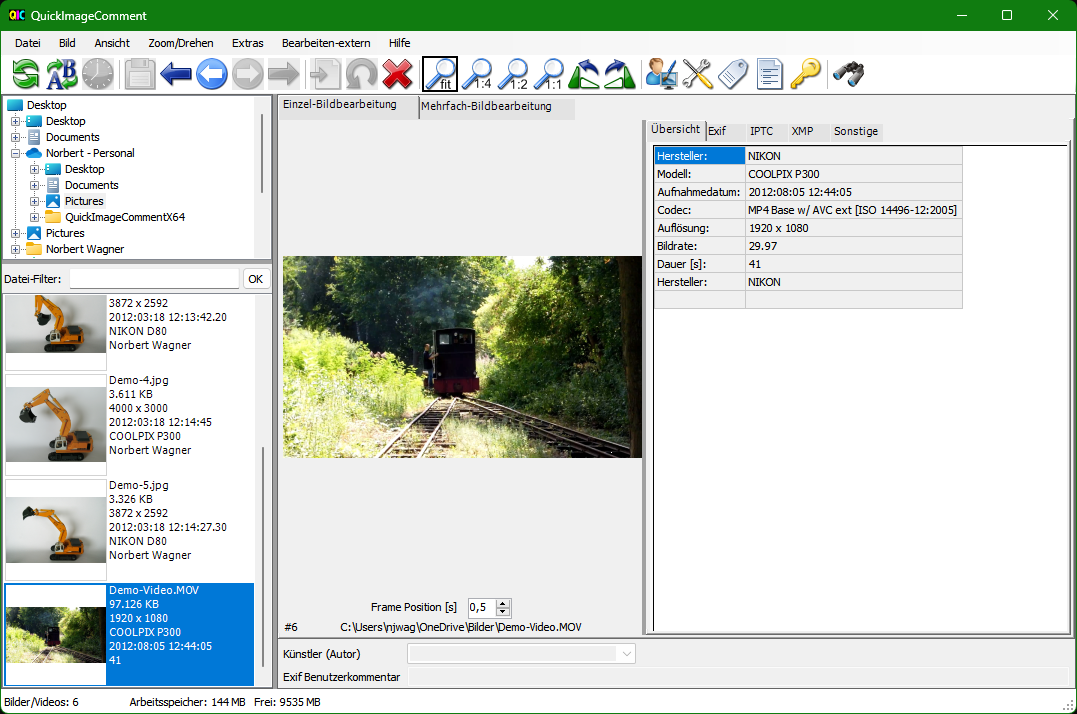 QIC QuickImageComment
Datei Bild Ansicht Zoom/Drehen Extras Bearbeiten-extern Hilfe
A B fit 1:4 1:2 1:1
Desktop
Desktop
Documents
Norbert - Personal
Desktop
Documents
Pictures
QuickImageCommentX64
Pictures
Norbert Wagner
Datei-Filter: OK
3872 x 2592
2012:03:18 12:13:42.20
NIKON D80
Norbert Wagner
Demo-4.jpg
3.611 KB
4000 x 3000
2012:03:18 12:14:45
COOLPIX P300
Norbert Wagner
Demo-5.jpg
3.326 KB
3872 x 2592
2012:03:18 12:14:27.30
NIKON D80
Norbert Wagner
Demo-Video.MOV
97.126 KB
1920 x 1080
COOLPIX P300
2012:08:05 12:44:05
41
Einzel-Bildbearbeitung Mehrfach-Bildbearbeitung
Frame Position [s] 0,5
#6 C:\Users\njwag\OneDrive\Bilder\Demo-Video.MOV
Übersicht Exif IPTC XMP Sonstige
Hersteller: NIKON
Modell: COOLPIX P300
Aufnahmedatum: 2012:08:05 12:44:05
Codec: MP4 Base w/ AVC ext [ISO 14496-12:2005]
Auflösung: 1920 x 1080
Bildrate: 29.97
Dauer [s]: 41
Hersteller: NIKON
Künstler (Autor)
Exif Benutzerkommentar
Bilder/Videos: 6 Arbeitsspeicher: 144 MB Frei: 9535 MB